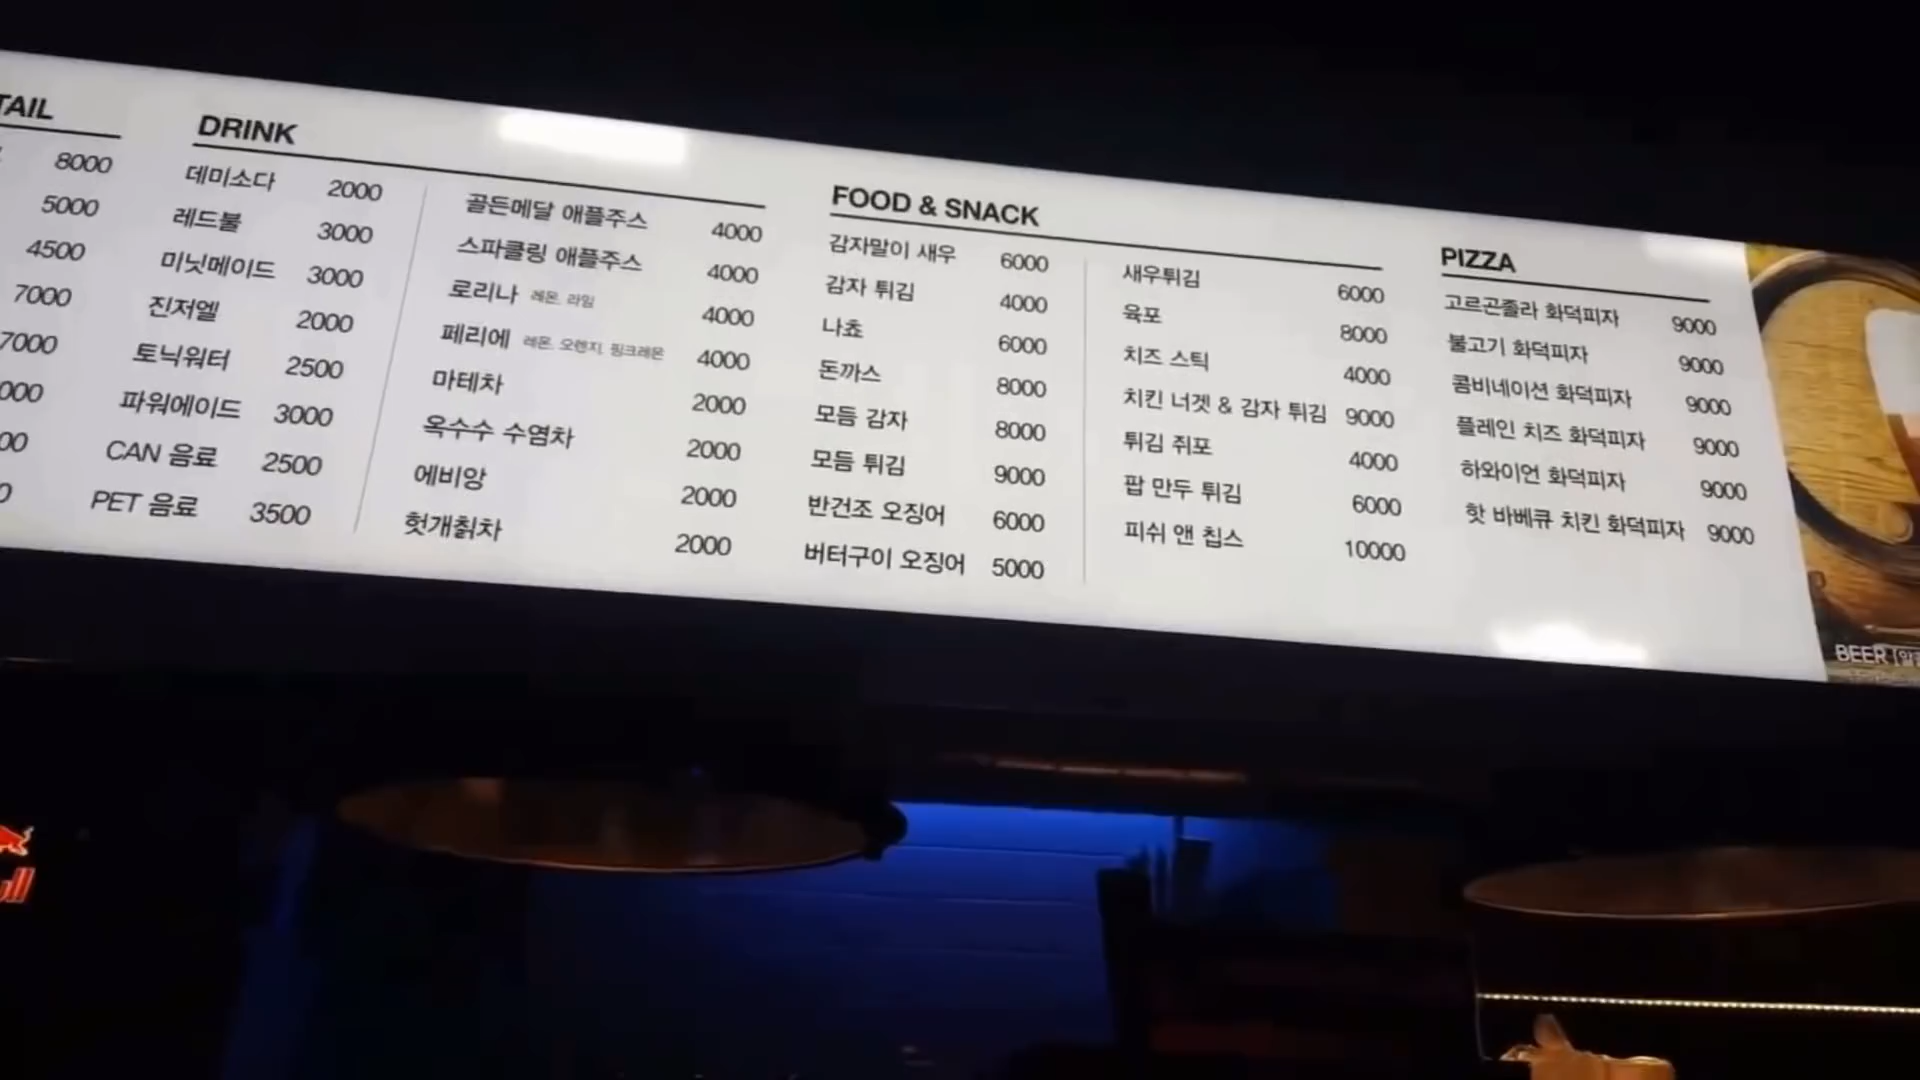 TAIL
8000
5000
4500
7000
7000
000
00
0
DRINK
데미소다 2000
레드불 3000
미닛메이드 3000
진저엘 2000
토닉워터 2500
파워에이드 3000
CAN 음료 2500
PET 음료 3500
골든메달 애플주스 4000
스파클링 애플주스 4000
로리나 레몬, 라임 4000
페리에 레몬, 오렌지, 핑크레몬 4000
마테차 2000
옥수수 수염차 2000
에비앙 2000
헛개칡차 2000
FOOD & SNACK
감자말이 새우 6000
감자 튀김 4000
나쵸 6000
돈까스 8000
모듬 감자 8000
모듬 튀김 9000
반건조 오징어 6000
버터구이 오징어 5000
새우튀김 6000
육포 8000
치즈 스틱 4000
치킨 너겟 & 감자 튀김 9000
튀김 쥐포 4000
팝 만두 튀김 6000
피쉬 앤 칩스 10000
PIZZA
고르곤졸라 화덕피자 9000
불고기 화덕피자 9000
콤비네이션 화덕피자 9000
플레인 치즈 화덕피자 9000
하와이언 화덕피자 9000
핫 바베큐 치킨 화덕피자 9000
BEER